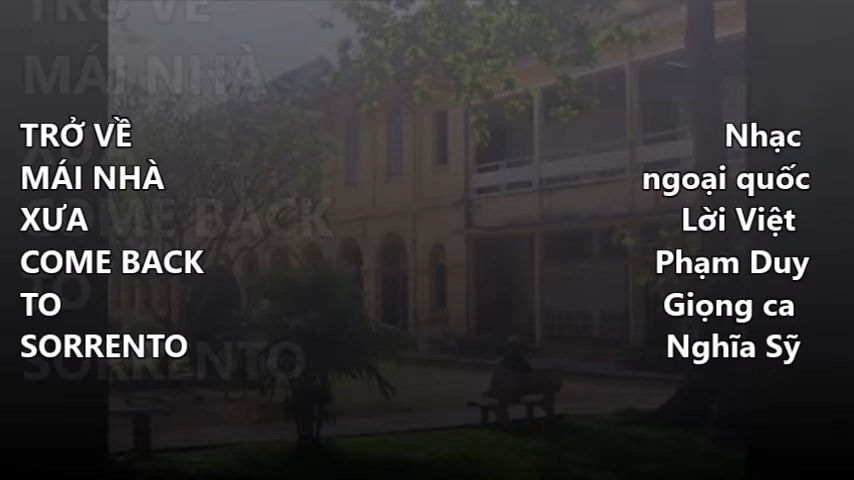 TRỞ VỀ
MÁI NHÀ
XƯA
COME BACK
TO
SORRENTO
Nhạc
ngoại quốc
Lời Việt
Phạm Duy
Giọng ca
Nghĩa Sỹ